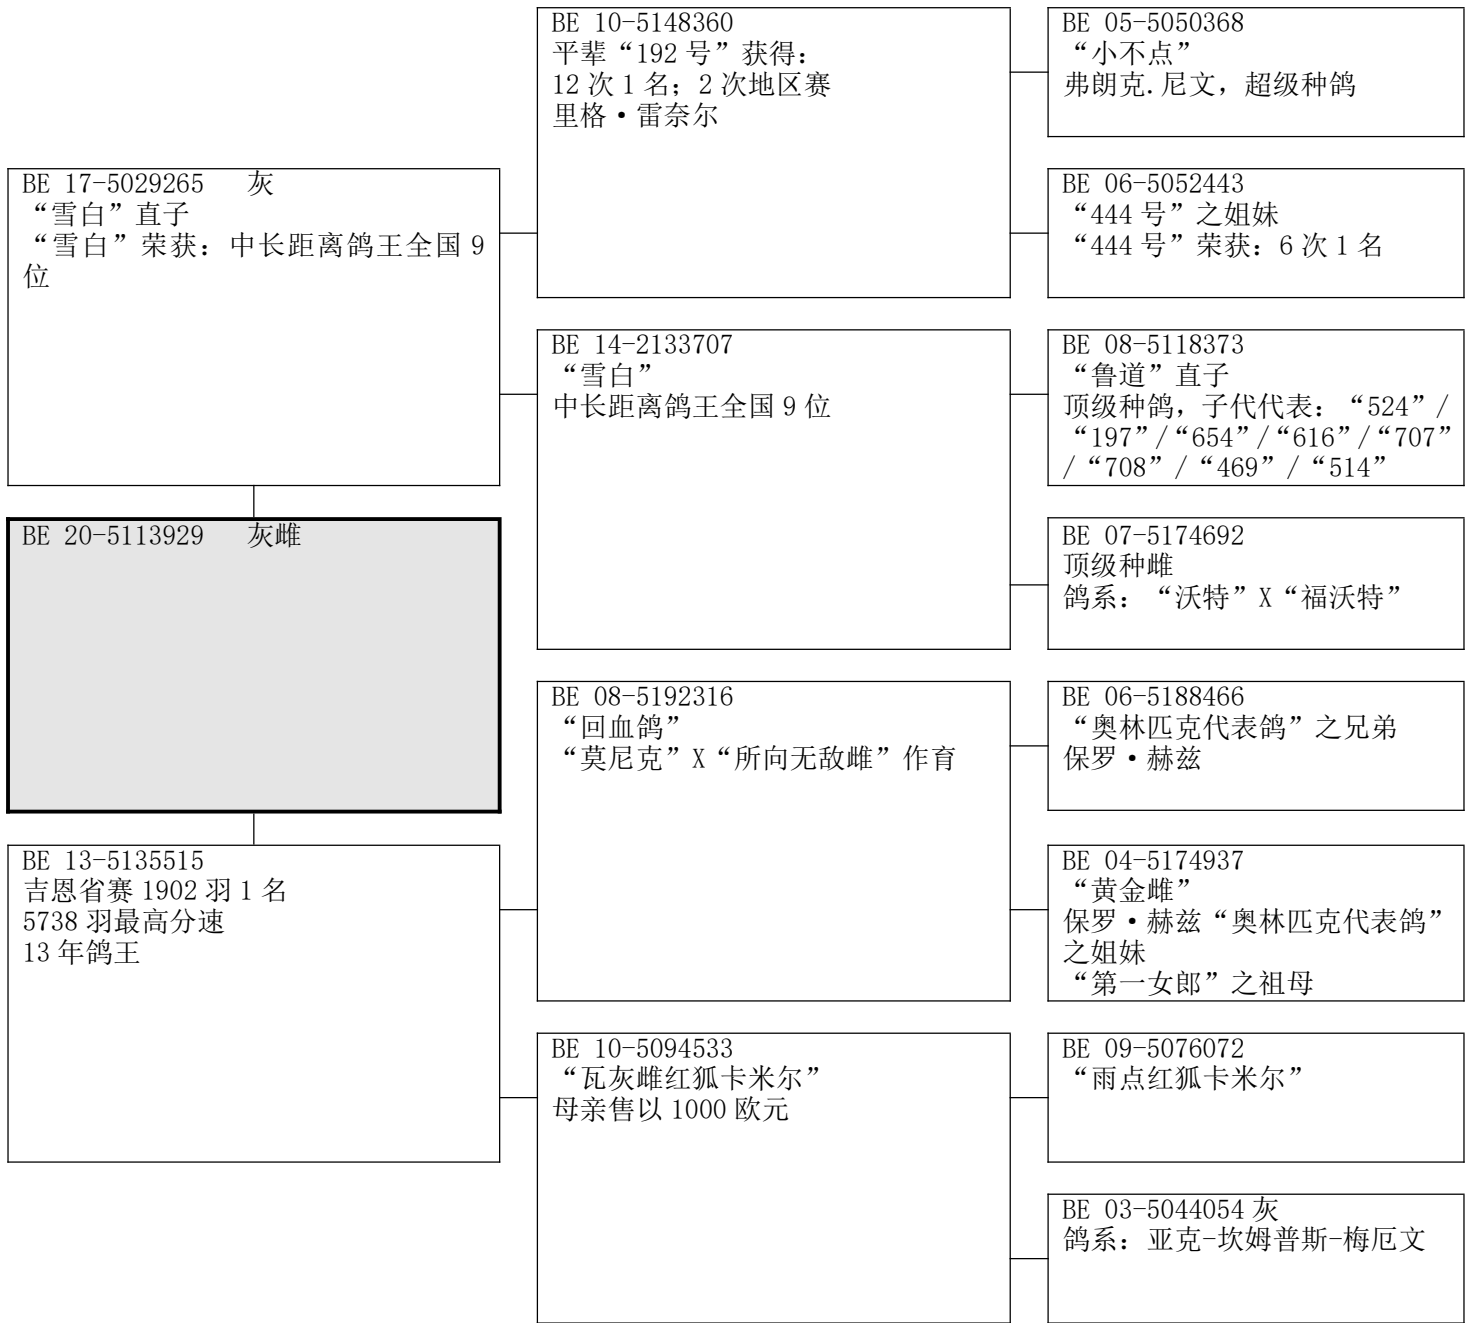 BE 10-5148360
平辈“192 号”获得：
12 次 1 名；2 次地区赛
里格·雷奈尔
BE 05-5050368
“小不点”
弗朗克.尼文，超级种鸽
BE 17-5029265 灰
“雪白”直子
“雪白”荣获：中长距离鸽王全国 9
位
BE 06-5052443
“444 号”之姐妹
“444 号”荣获：6 次 1 名
BE 14-2133707
“雪白”
中长距离鸽王全国 9 位
BE 08-5118373
“鲁道”直子
顶级种鸽，子代代表：“524”/
“197”/“654”/“616”/“707”
/“708”/“469”/“514”
BE 20-5113929 灰雌
BE 07-5174692
顶级种雌
鸽系：“沃特”X“福沃特”
BE 08-5192316
“回血鸽”
“莫尼克”X“所向无敌雌”作育
BE 06-5188466
“奥林匹克代表鸽”之兄弟
保罗·赫兹
BE 13-5135515
吉恩省赛 1902 羽 1 名
5738 羽最高分速
13 年鸽王
BE 04-5174937
“黄金雌”
保罗·赫兹“奥林匹克代表鸽”
之姐妹
“第一女郎”之祖母
BE 10-5094533
“瓦灰雌红狐卡米尔”
母亲售以 1000 欧元
BE 09-5076072
“雨点红狐卡米尔”
BE 03-5044054 灰
鸽系：亚克-坎姆普斯-梅厄文